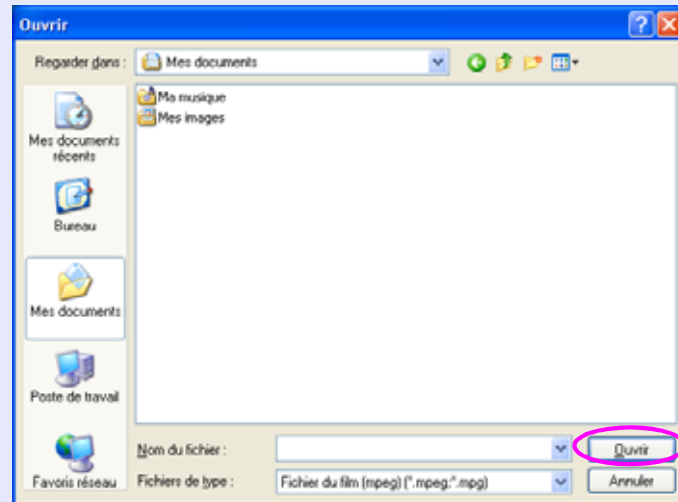 Ouvrir
Regarder dans :
Mes documents
Ma musique
Mes images
Mes documents
récents
Bureau
Mes documents
Poste de travail
Favoris réseau
Nom du fichier :
Ouvrir
Fichiers de type :
Fichier du film (mpeg) (*.mpeg;*.mpg)
Annuler